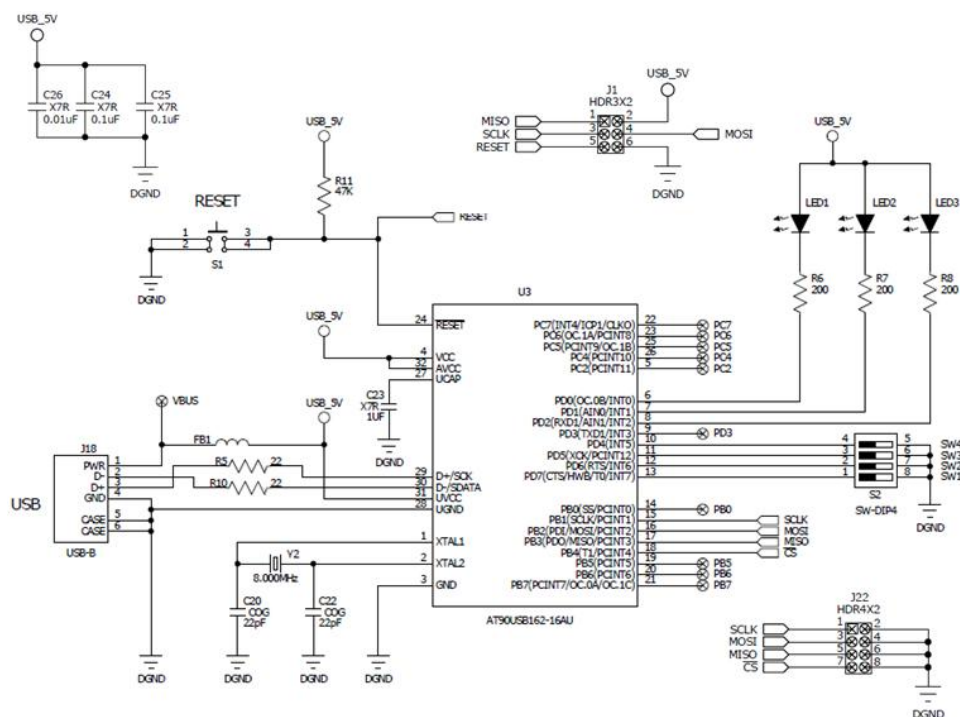 USB_5V
C26
X7R
0.01uF
C24
X7R
0.1uF
C25
X7R
0.1uF
DGND
USB_5V
R11
47K
RESET
1
2
3
4
S1
DGND
RESET
J1
HDR3X2
USB_5V
MISO 1 2
SCLK 3 4 MOSI
RESET 5 6
DGND
USB_5V
LED1
LED2
LED3
R6
200
R7
200
R8
200
U3
24 RESET
USB_5V
4 VCC
32 AVCC
27 UCAP
C23
X7R
1UF
DGND
VBUS
FB1
USB_5V
J18
PWR 1
D- 2
D+ 3
GND 4
CASE 5
CASE 6
USB
USB-B
R5 22
R10 22
29 D+/SCK
30 D-/SDATA
31 UVCC
28 UGND
1 XTAL1
2 XTAL2
3 GND
Y2
8.000MHz
C20
COG
22pF
C22
COG
22pF
DGND
DGND
DGND
DGND
PC7(INT4/ICP1/CLKO 22 PC7
PC6(OC.1A/PCINT8) 23 PC6
PC5(PCINT9/OC.1B) 25 PC5
PC4(PCINT10) 26 PC4
PC2(PCINT11) 5 PC2
PD0(OC.0B/INT0) 6
PD1(AIN0/INT1) 7
PD2(RXD1/AIN1/INT2) 8
PD3(TXD1/INT3 9 PD3
PD4(INT5) 10
PD5(XCK/PCINT12) 11
PD6(RTS/INT6) 12
PD7(CTS/HWB/T0/INT7) 13
4 5 SW4
3 6 SW3
2 7 SW2
1 8 SW1
S2
SW-DIP4
DGND
PB0(SS/PCINT0) 14 PB0
PB1(SCLK/PCINT1) 15 SCLK
PB2(PDI/MOSI/PCINT2) 16 MOSI
PB3(PDO/MISO/PCINT3) 17 MISO
PB4(T1/PCINT4) 18 CS
PB5(PCINT5) 19 PB5
PB6(PCINT6) 20 PB6
PB7(PCINT7/OC.0A/OC.1C) 21 PB7
AT90USB162-16AU
J22
HDR4X2
SCLK 1 2
MOSI 3 4
MISO 5 6
CS 7 8
DGND